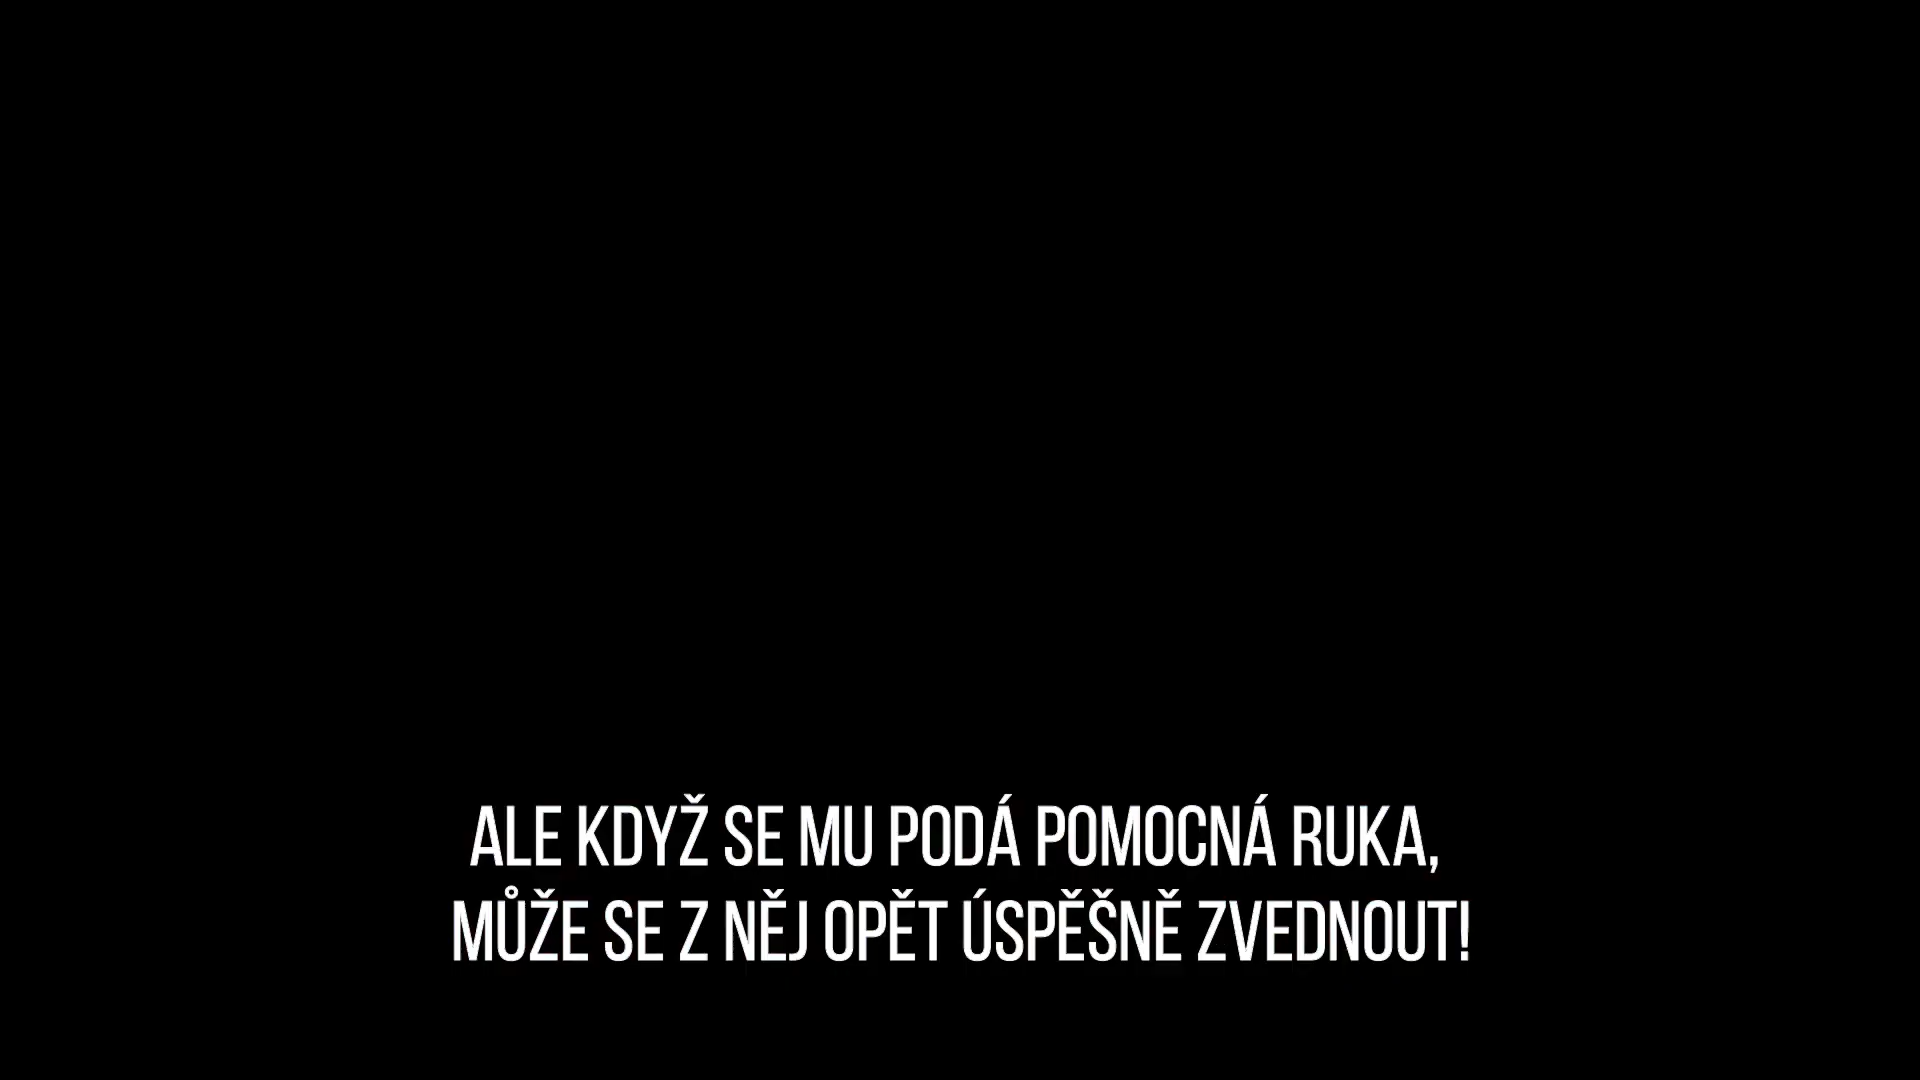 ALE KDYŽ SE MU PODÁ POMOCNÁ RUKA,
MŮŽE SE Z NĚJ OPĚT ÚSPĚŠNĚ ZVEDNOUT!